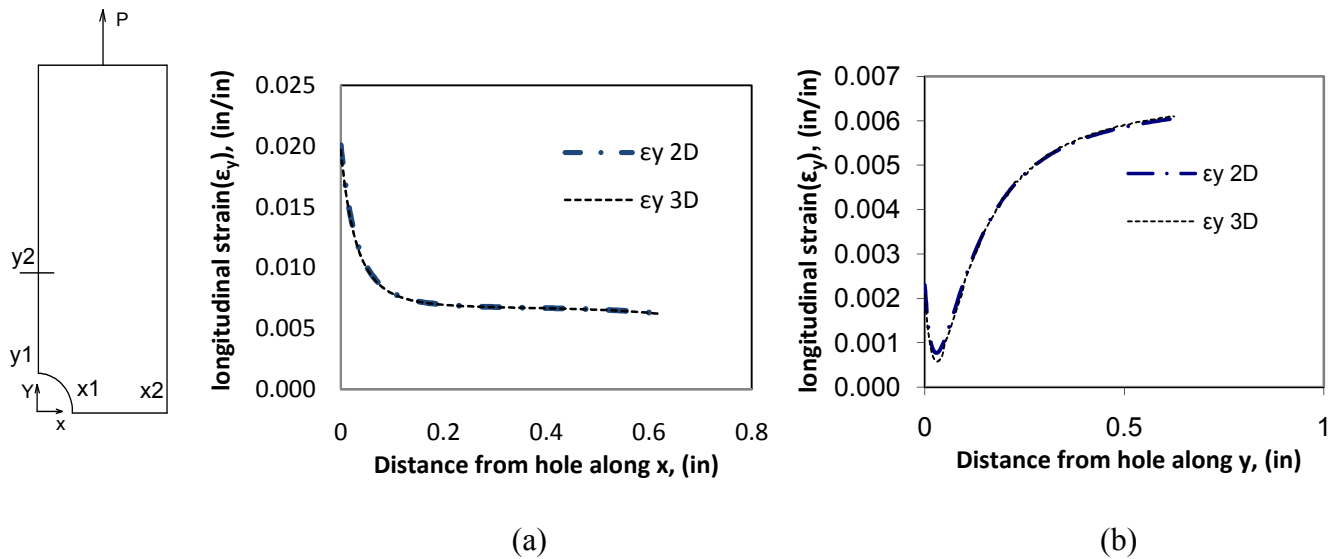 P
y2
y1
x1
x2
Y
x
longitudinal strain(ε_y), (in/in)
0.025
0.020
0.015
0.010
0.005
0.000
0
0.2
0.4
0.6
0.8
Distance from hole along x, (in)
εy 2D
εy 3D
(a)
longitudinal strain(ε_y), (in/in)
0.007
0.006
0.005
0.004
0.003
0.002
0.001
0.000
0
0.5
1
Distance from hole along y, (in)
εy 2D
εy 3D
(b)